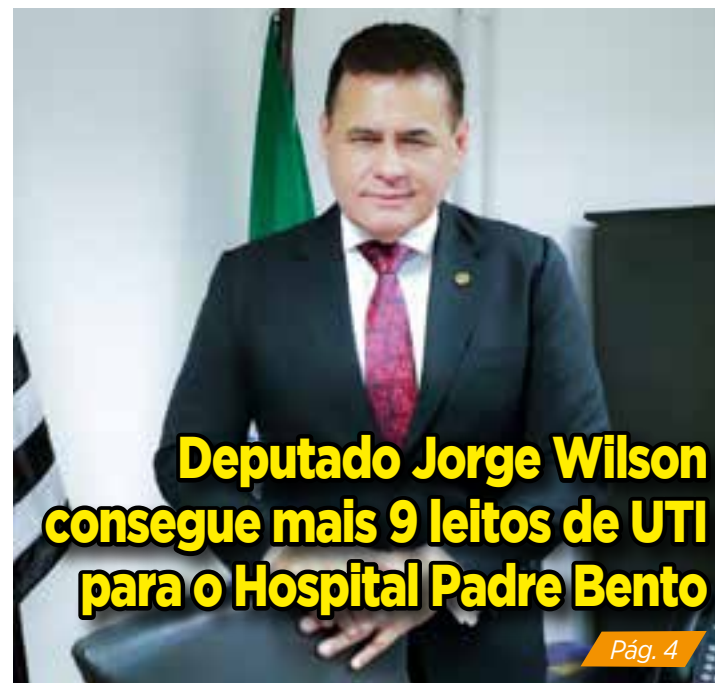 Deputado Jorge Wilson
consegue mais 9 leitos de UTI
para o Hospital Padre Bento
Pág. 4